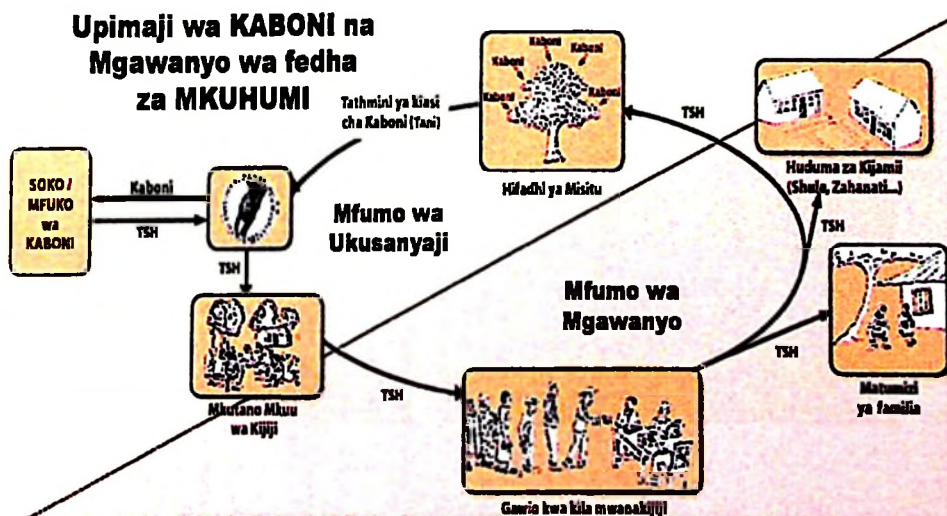 Upimaji wa KABONI na
Mgawanyo wa fedha
za MKUHUMI
Kaboni
Kaboni
Kaboni
Kaboni
Kaboni
Kaboni
Tathmini ya kiasi
cha Kaboni (Tani)
TSH
Hifadhi ya Misitu
Huduma za Kijamii
(Shule, Zahanati...)
SOKO /
MFUKO
wa
KABONI
Kaboni
TSH
Mfumo wa
Ukusanyaji
TSH
Mfumo wa
Mgawanyo
Mkutano Mkuu
wa Kijiji
TSH
TSH
Matumizi
ya familia
Gawio kwa kila mwanakijiji